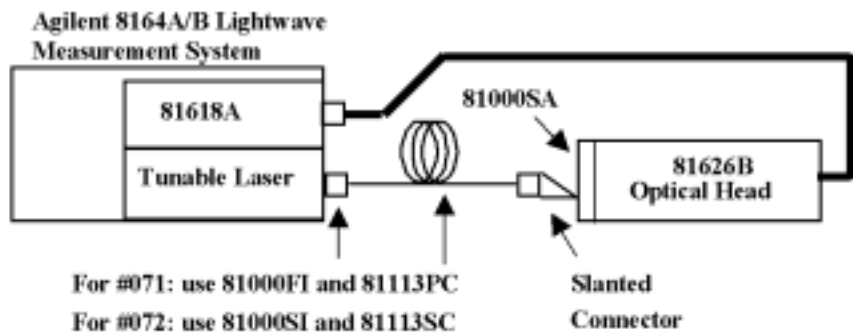 Agilent 8164A/B Lightwave
Measurement System
81618A
81000SA
Tunable Laser
81626B
Optical Head
For #071: use 81000FI and 81113PC
For #072: use 81000SI and 81113SC
Slanted
Connector